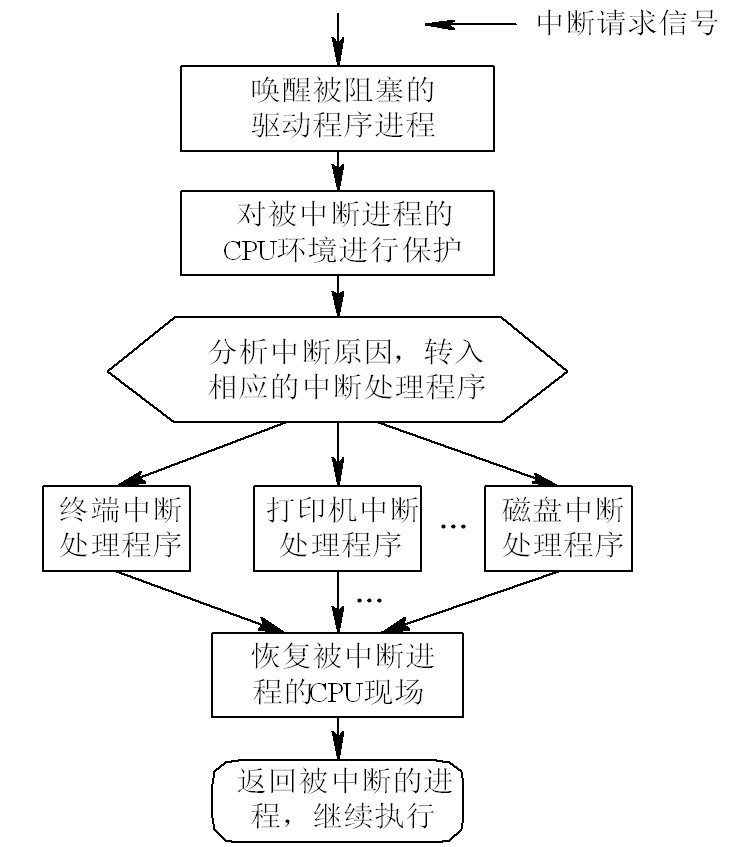 中断请求信号
唤醒被阻塞的
驱动程序进程
对被中断进程的
CPU环境进行保护
分析中断原因，转入
相应的中断处理程序
终端中断
处理程序
打印机中断
处理程序
...
磁盘中断
处理程序
...
恢复被中断进
程的CPU现场
返回被中断的进
程，继续执行